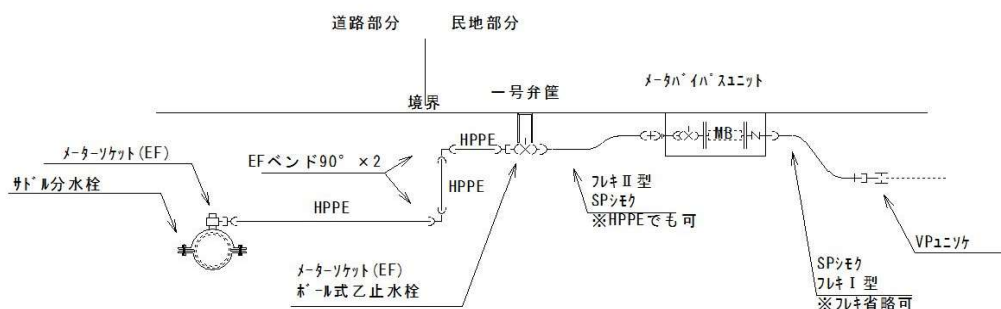 道路部分
民地部分
境界
一号弁筐
ﾒｰﾀﾊﾞｲﾊﾟｽﾕﾆｯﾄ
ﾒｰﾀｰｿｹｯﾄ(EF)
ｻﾄﾞﾙ分水栓
EFベンド90° ×2
HPPE
HPPE
HPPE
MB
ﾌﾚｷⅡ型
SPｼﾓｸ
※HPPEでも可
VPﾕﾆｿｹ
ﾒｰﾀｰｿｹｯﾄ(EF)
ﾎﾞｰﾙ式乙止水栓
SPｼﾓｸ
ﾌﾚｷⅠ型
※ﾌﾚｷ省略可